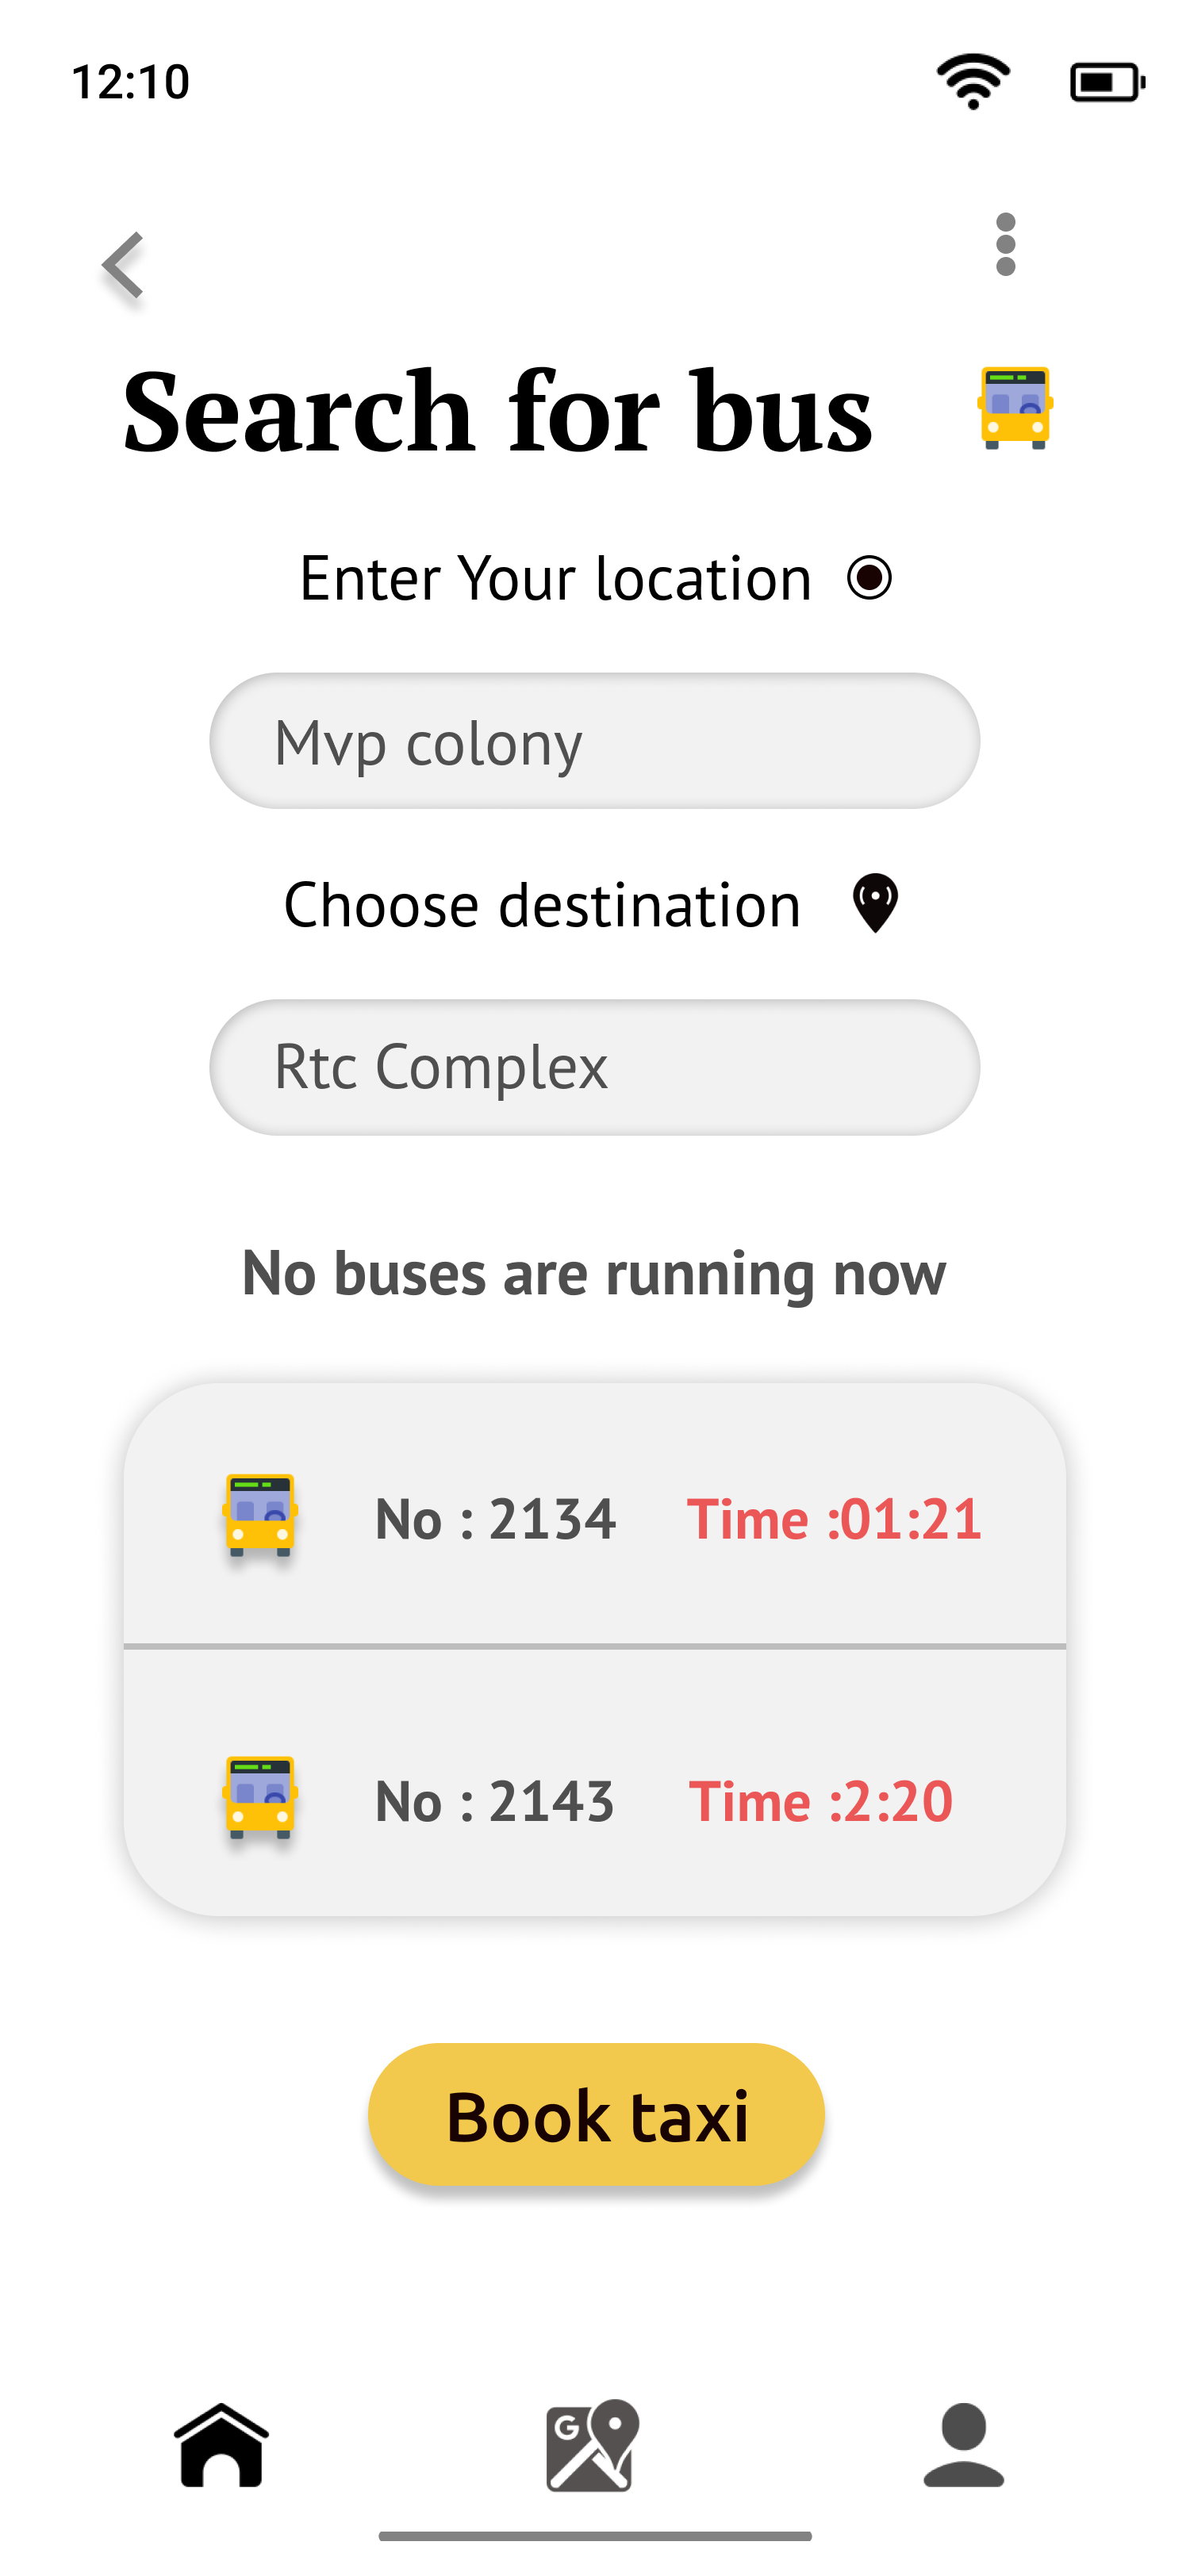 12:10
Search for bus
Enter Your location
Mvp colony
Choose destination
Rtc Complex
No buses are running now
No : 2134 Time :01:21
No : 2143 Time :2:20
Book taxi
G